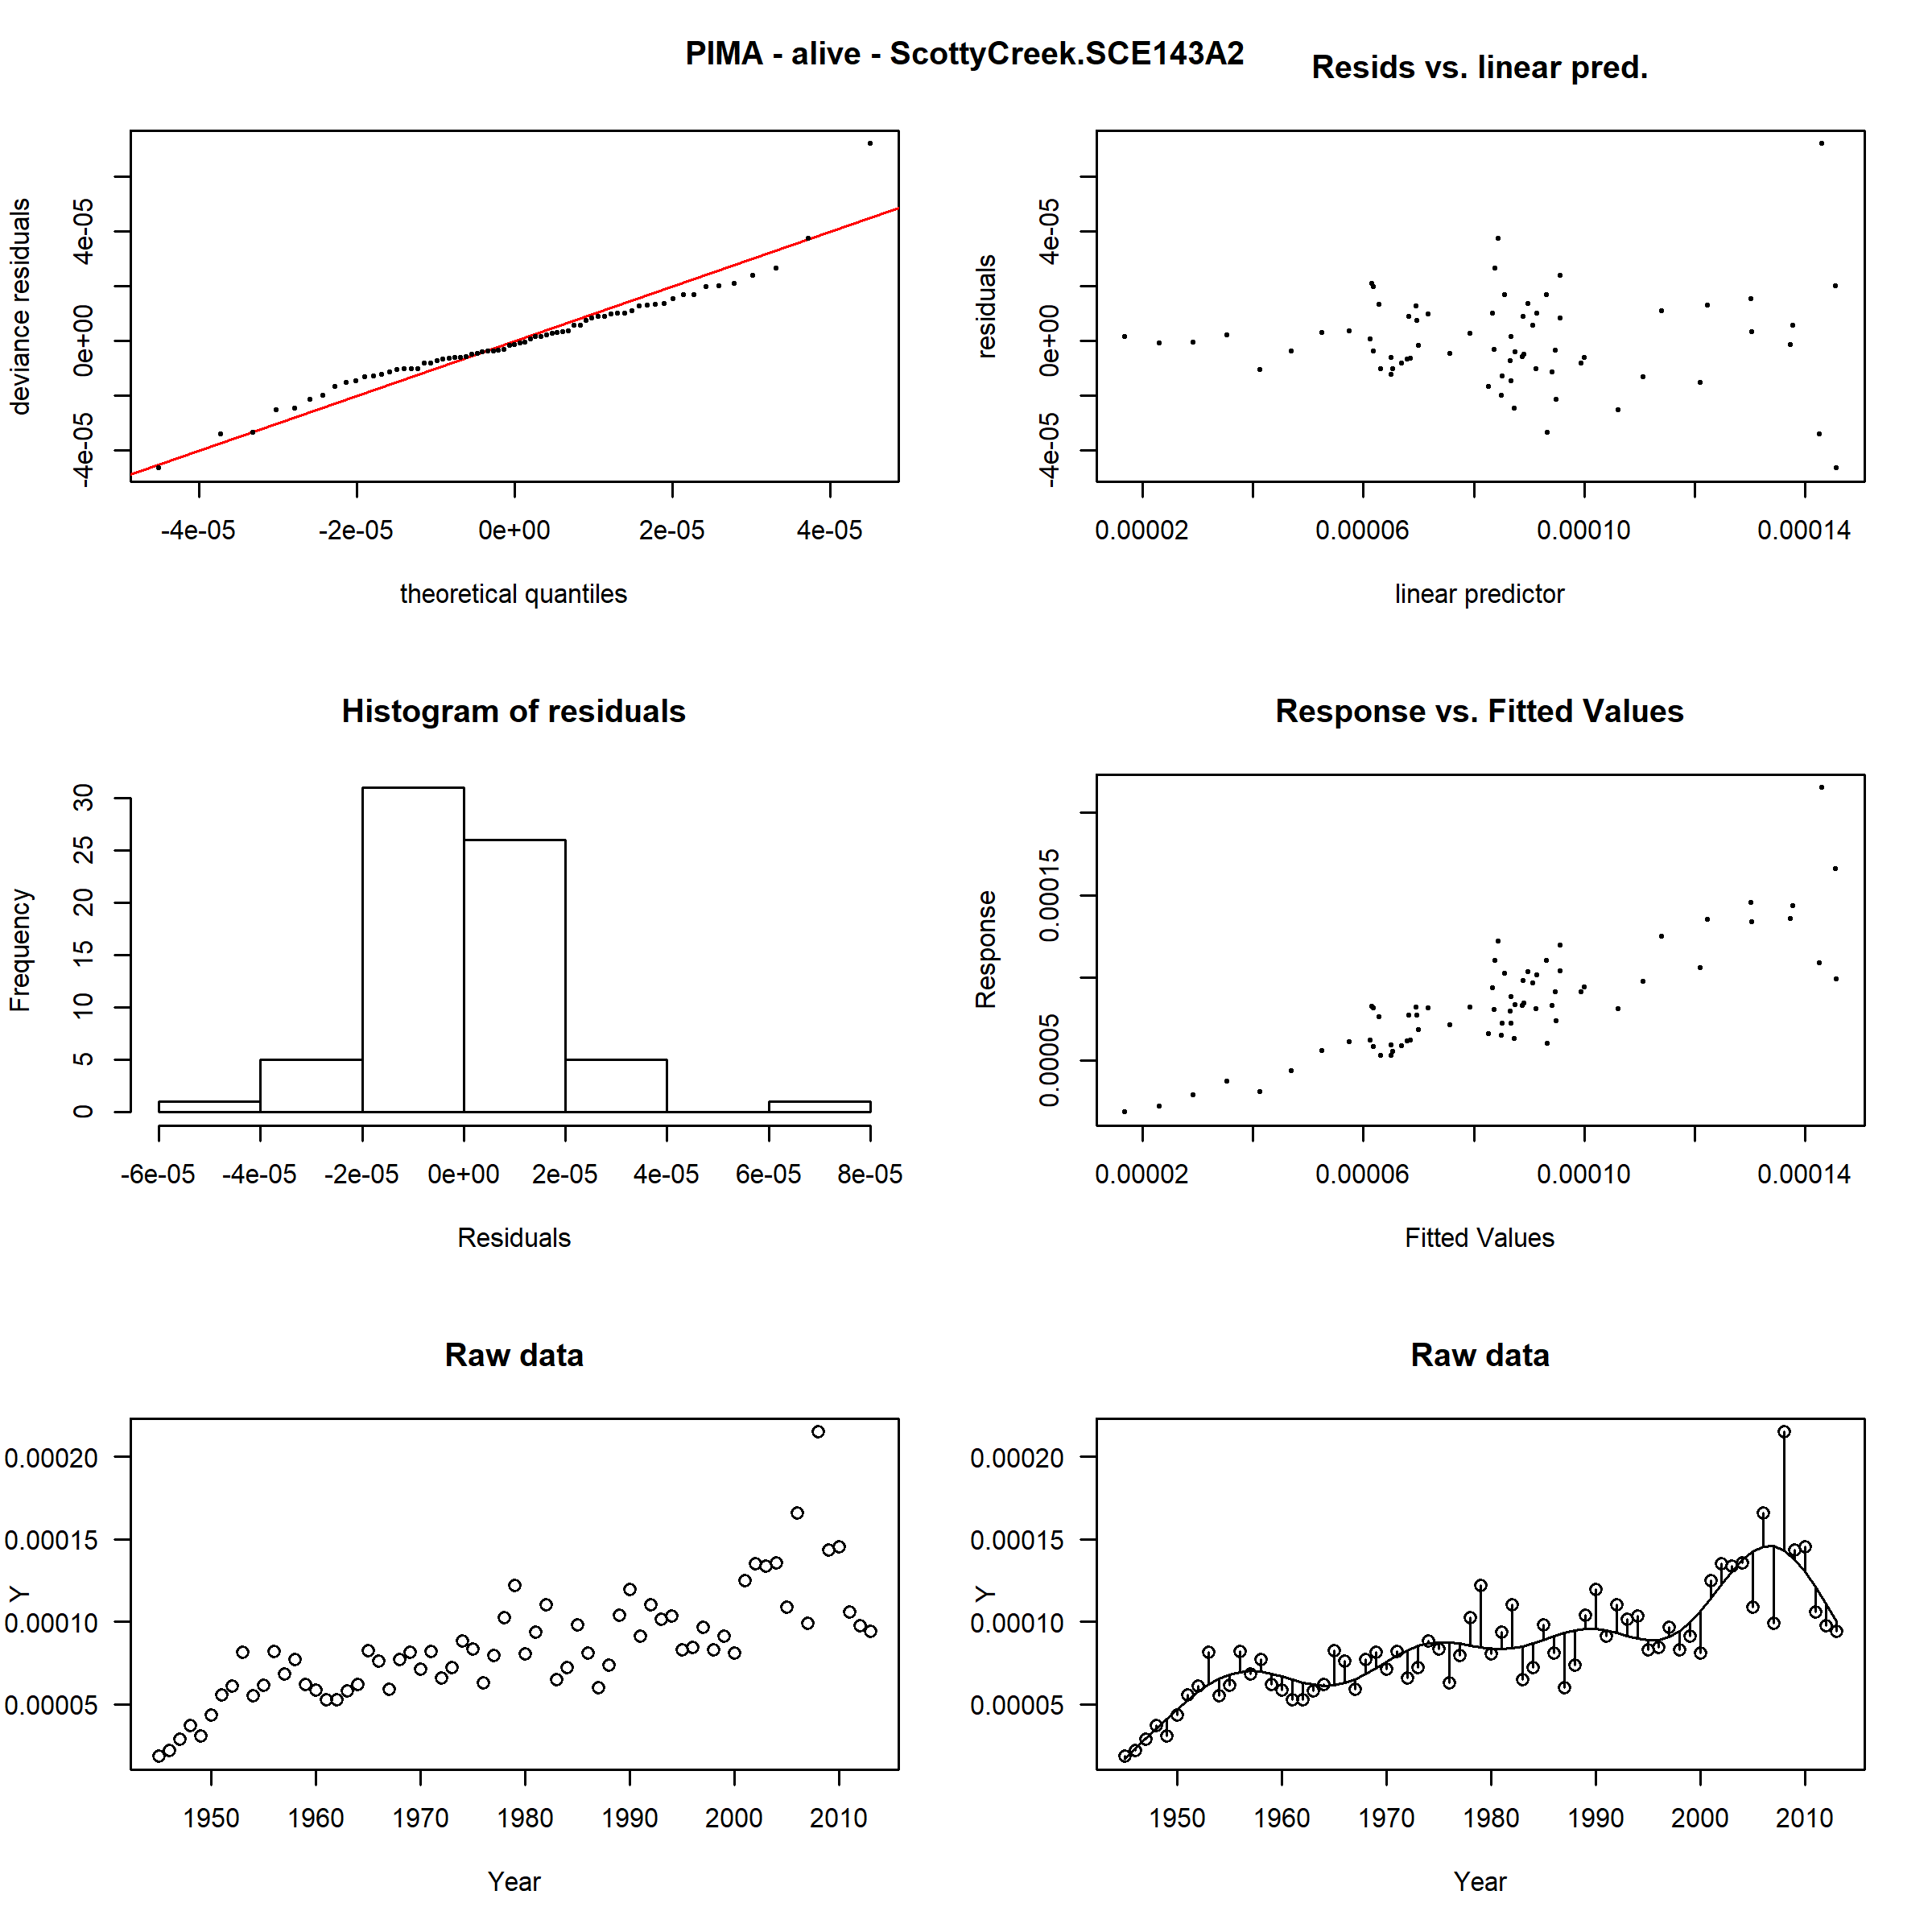 PIMA - alive - ScottyCreek.SCE143A2
Resids vs. linear pred.
deviance residuals
-4e-05 0e+00 4e-05
-4e-05 -2e-05 0e+00 2e-05 4e-05
theoretical quantiles
residuals
-4e-05 0e+00 4e-05
0.00002 0.00006 0.00010 0.00014
linear predictor
Histogram of residuals
Frequency
0 5 10 15 20 25 30
-6e-05 -4e-05 -2e-05 0e+00 2e-05 4e-05 6e-05 8e-05
Residuals
Response vs. Fitted Values
Response
0.00005 0.00015
0.00002 0.00006 0.00010 0.00014
Fitted Values
Raw data
Y
0.00020
0.00015
0.00010
0.00005
1950 1960 1970 1980 1990 2000 2010
Year
Raw data
Y
0.00020
0.00015
0.00010
0.00005
1950 1960 1970 1980 1990 2000 2010
Year